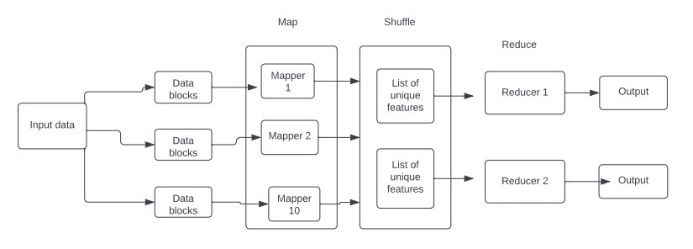 Map
Shuffle
Reduce
Input data
Data
blocks
Data
blocks
Data
blocks
Mapper
1
Mapper 2
Mapper
10
List of
unique
features
List of
unique
features
Reducer 1
Reducer 2
Output
Output